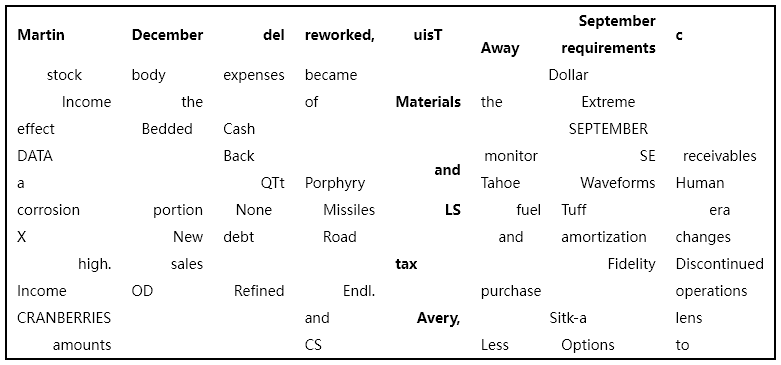 Martin December del reworked, uisT Away September requirements c
stock body expenses became Dollar
Income the of Materials the Extreme
effect Bedded Cash SEPTEMBER
DATA Back and monitor SE receivables
a QTt Porphyry Tahoe Waveforms Human
corrosion portion None Missiles LS fuel Tuff era
X New debt Road and amortization changes
high. sales tax Fidelity Discontinued
Income OD Refined Endl. purchase operations
CRANBERRIES and Avery, Sitk-a lens
amounts CS Less Options to